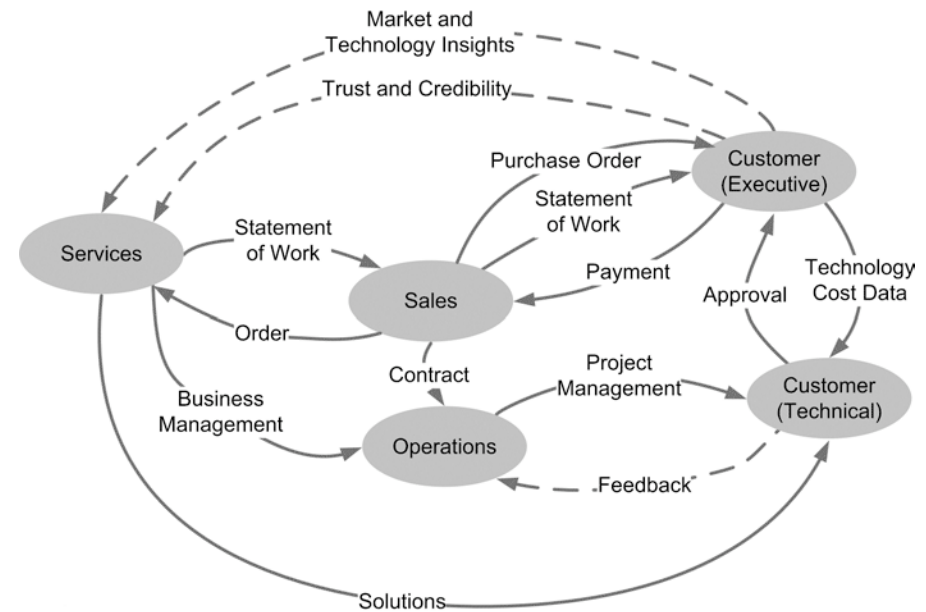 Market and
Technology Insights
Trust and Credibility
Purchase Order
Customer
(Executive)
Statement
of Work
Statement
of Work
Services
Payment
Technology
Cost Data
Approval
Sales
Order
Contract
Project
Management
Customer
(Technical)
Business
Management
Operations
Feedback
Solutions